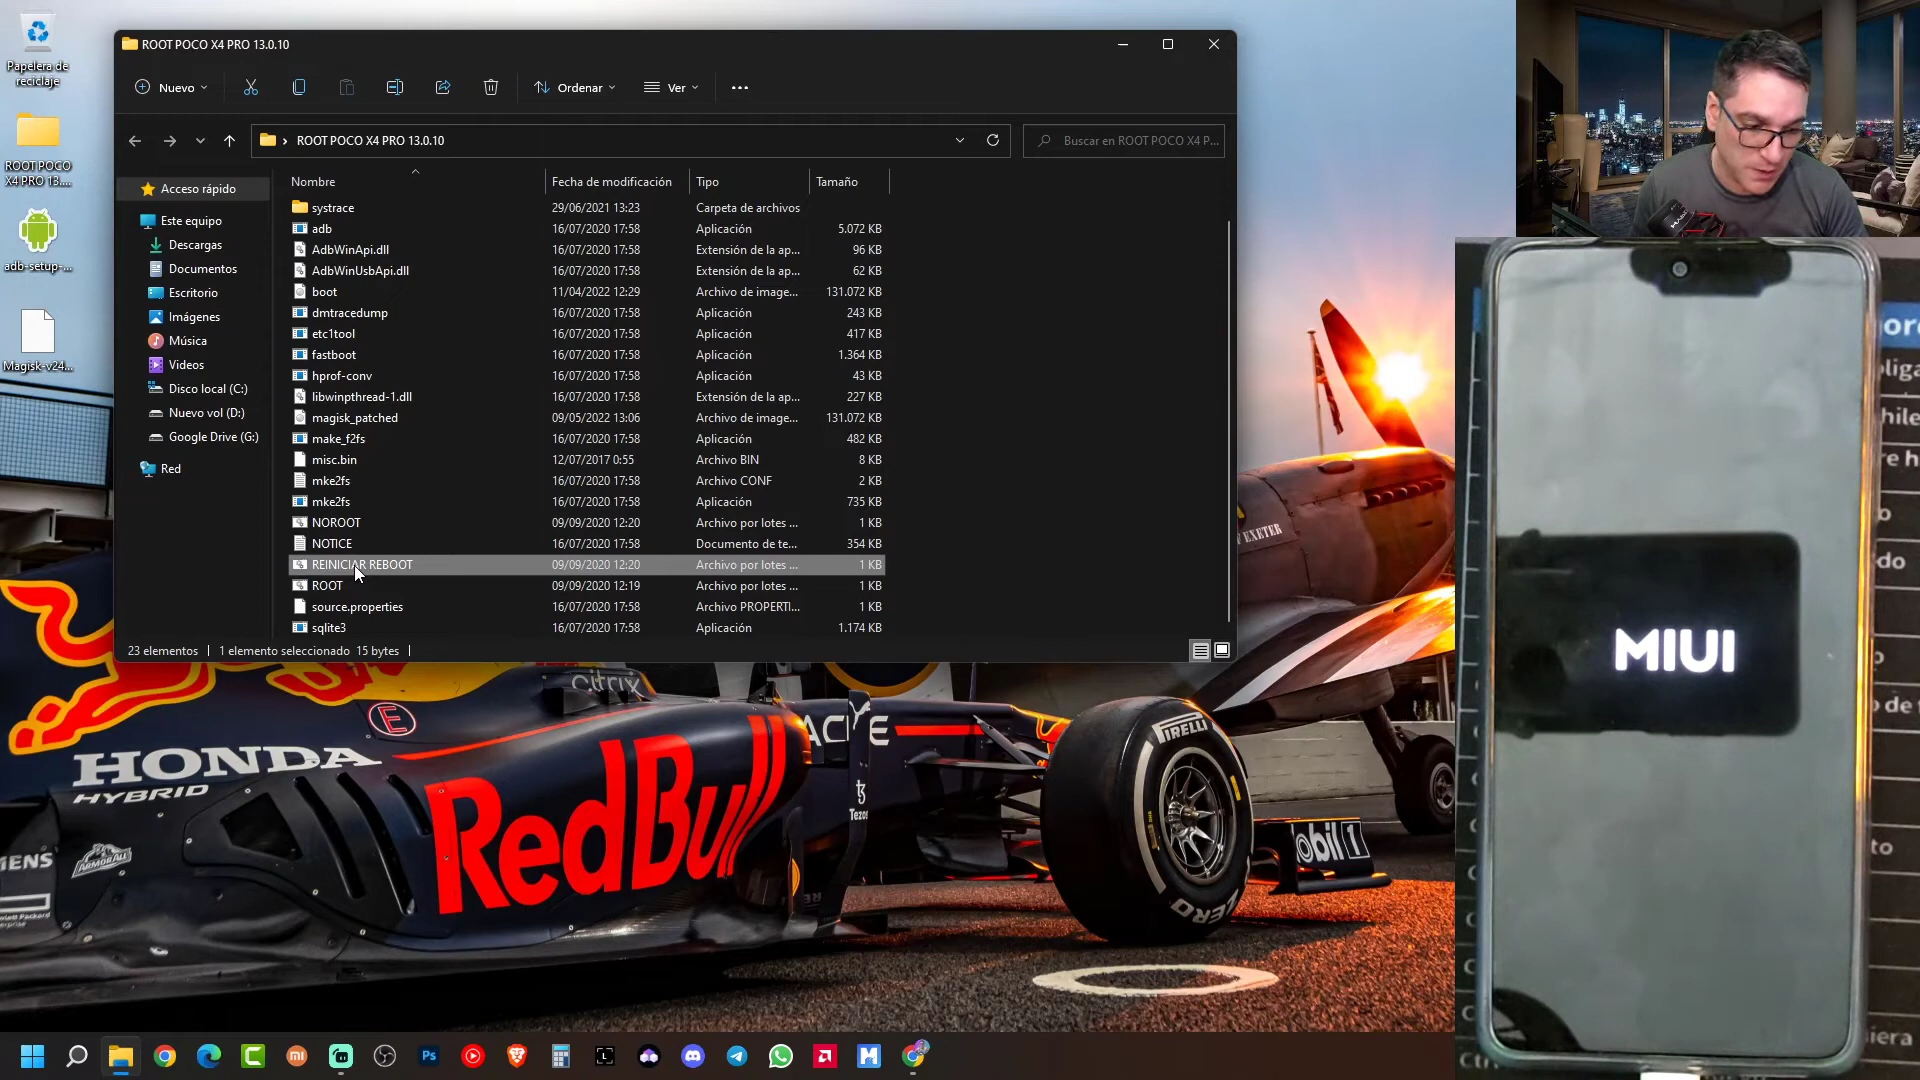 Papelera de
reciclaje
ROOT POCO
X4 PRO 13....
adb-setup-...
Magisk-v24...
ROOT POCO X4 PRO 13.0.10
Nuevo
Ordenar
Ver
ROOT POCO X4 PRO 13.0.10
Buscar en ROOT POCO X4 P...
Acceso rápido
Este equipo
Descargas
Documentos
Escritorio
Imágenes
Música
Videos
Disco local (C:)
Nuevo vol (D:)
Google Drive (G:)
Red
Nombre Fecha de modificación Tipo Tamaño
systrace 29/06/2021 13:23 Carpeta de archivos
adb 16/07/2020 17:58 Aplicación 5.072 KB
AdbWinApi.dll 16/07/2020 17:58 Extensión de la ap... 96 KB
AdbWinUsbApi.dll 16/07/2020 17:58 Extensión de la ap... 62 KB
boot 11/04/2022 12:29 Archivo de image... 131.072 KB
dmtracedump 16/07/2020 17:58 Aplicación 243 KB
etc1tool 16/07/2020 17:58 Aplicación 417 KB
fastboot 16/07/2020 17:58 Aplicación 1.364 KB
hprof-conv 16/07/2020 17:58 Aplicación 43 KB
libwinpthread-1.dll 16/07/2020 17:58 Extensión de la ap... 227 KB
magisk_patched 09/05/2022 13:06 Archivo de image... 131.072 KB
make_f2fs 16/07/2020 17:58 Aplicación 482 KB
misc.bin 12/07/2017 0:55 Archivo BIN 8 KB
mke2fs 16/07/2020 17:58 Archivo CONF 2 KB
mke2fs 16/07/2020 17:58 Aplicación 735 KB
NOROOT 09/09/2020 12:20 Archivo por lotes ... 1 KB
NOTICE 16/07/2020 17:58 Documento de te... 354 KB
REINICIAR REBOOT 09/09/2020 12:20 Archivo por lotes ... 1 KB
ROOT 09/09/2020 12:19 Archivo por lotes ... 1 KB
source.properties 16/07/2020 17:58 Archivo PROPERTI... 1 KB
sqlite3 16/07/2020 17:58 Aplicación 1.174 KB
23 elementos 1 elemento seleccionado 15 bytes
EXETER
MIUI
citrix
HONDA
HYBRID
RedBull
PIRELLI
ZERO
Tezos